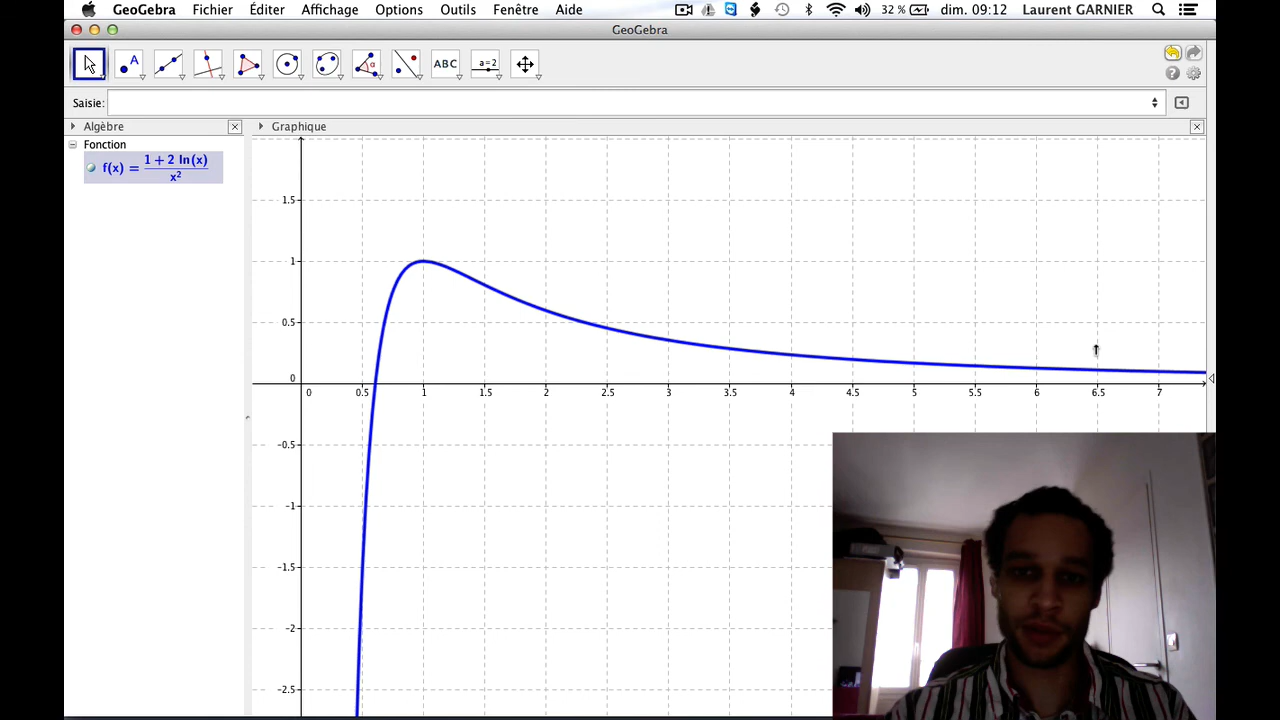 GeoGebra Fichier Éditer Affichage Options Outils Fenêtre Aide 32 % dim. 09:12 Laurent GARNIER
GeoGebra
A ABC a=2
Saisie:
Algèbre Graphique
Fonction
f(x) = (1 + 2 ln(x)) / x²
1.5
1
0.5
0
0 0.5 1 1.5 2 2.5 3 3.5 4 4.5 5 5.5 6 6.5 7
-0.5
-1
-1.5
-2
-2.5